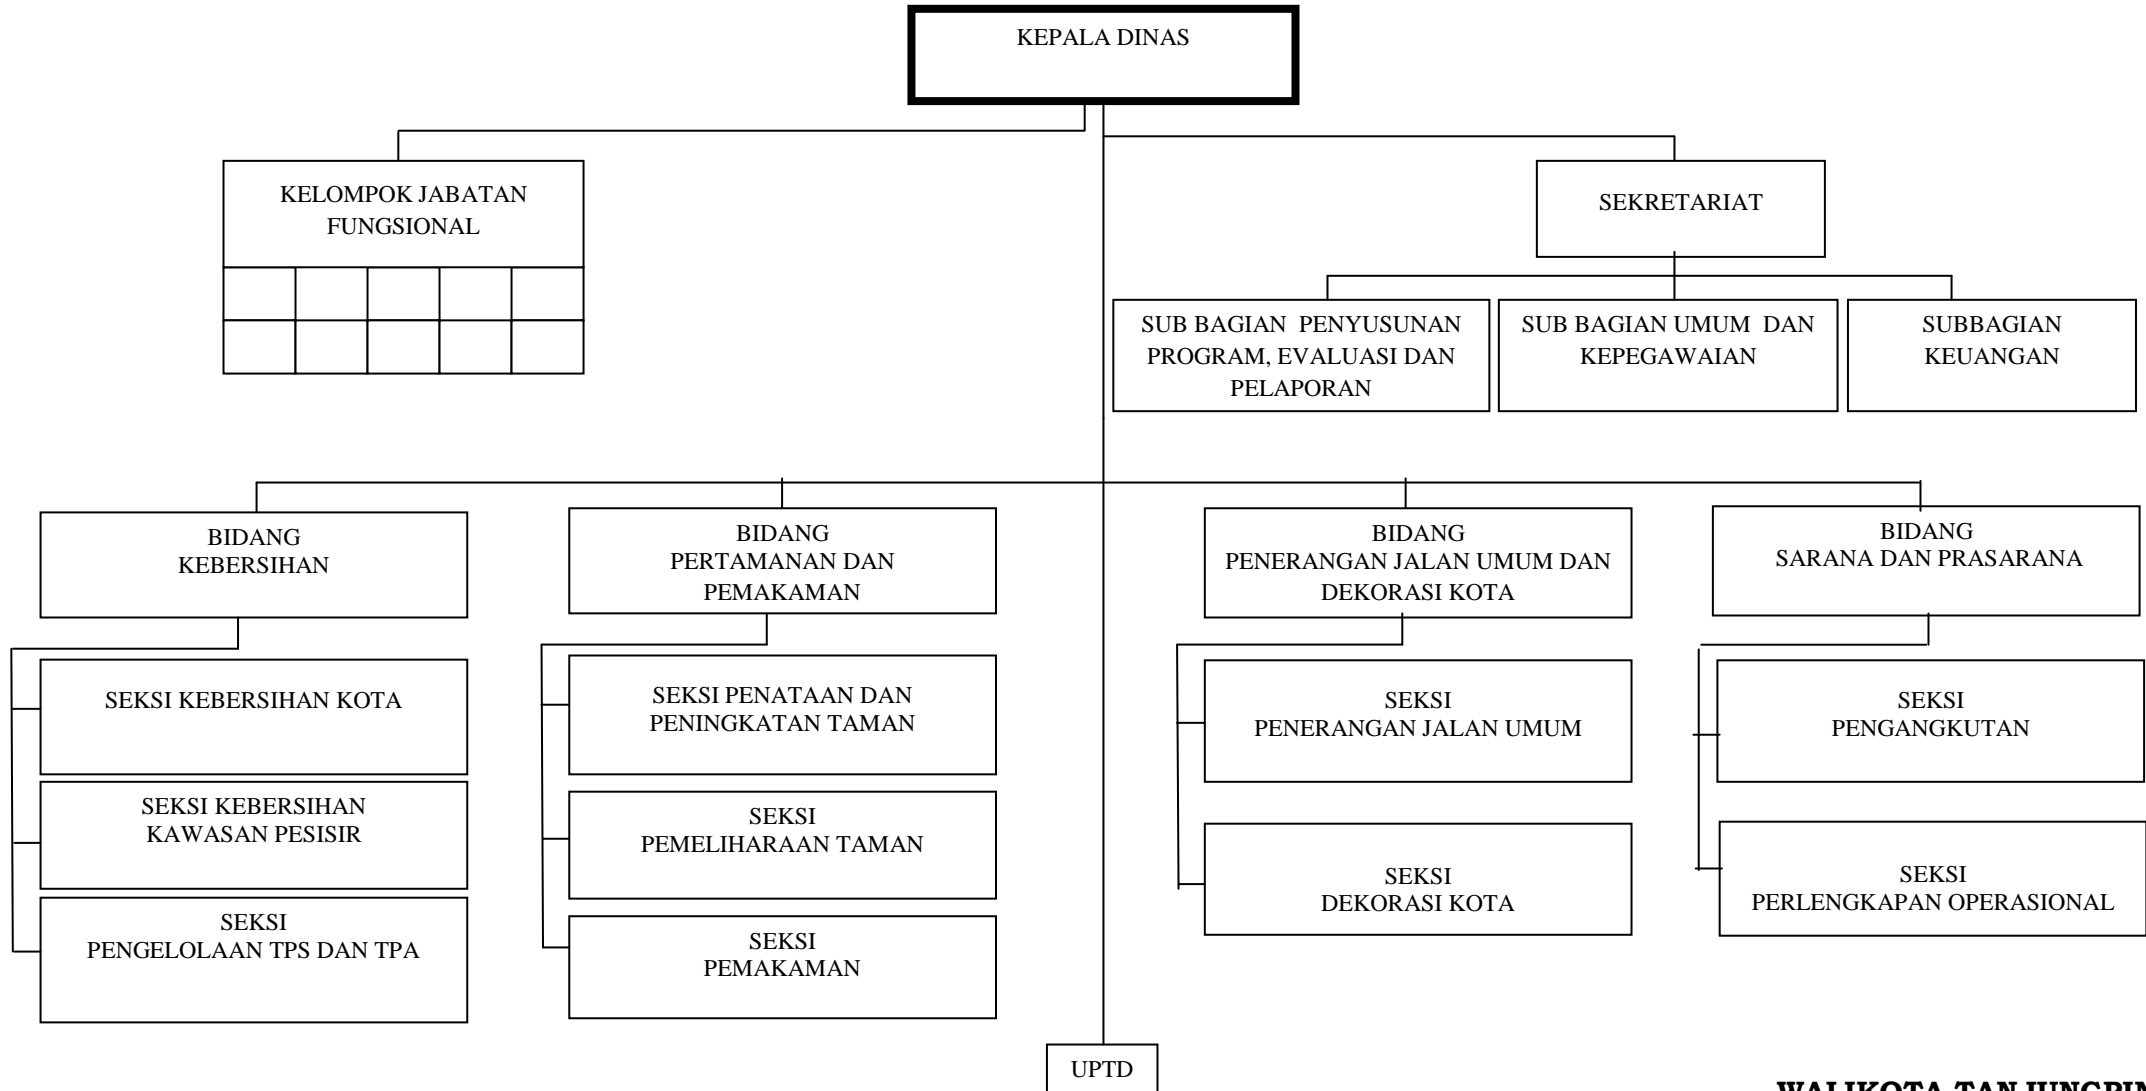 KEPALA DINAS
KELOMPOK JABATAN
FUNGSIONAL
SEKRETARIAT
SUB BAGIAN PENYUSUNAN
PROGRAM, EVALUASI DAN
PELAPORAN
SUB BAGIAN UMUM DAN
KEPEGAWAIAN
SUBBAGIAN
KEUANGAN
BIDANG
KEBERSIHAN
BIDANG
PERTAMANAN DAN
PEMAKAMAN
BIDANG
PENERANGAN JALAN UMUM DAN
DEKORASI KOTA
BIDANG
SARANA DAN PRASARANA
SEKSI KEBERSIHAN KOTA
SEKSI KEBERSIHAN
KAWASAN PESISIR
SEKSI
PENGELOLAAN TPS DAN TPA
SEKSI PENATAAN DAN
PENINGKATAN TAMAN
SEKSI
PEMELIHARAAN TAMAN
SEKSI
PEMAKAMAN
SEKSI
PENERANGAN JALAN UMUM
SEKSI
DEKORASI KOTA
SEKSI
PENGANGKUTAN
SEKSI
PERLENGKAPAN OPERASIONAL
UPTD
WALIKOTA